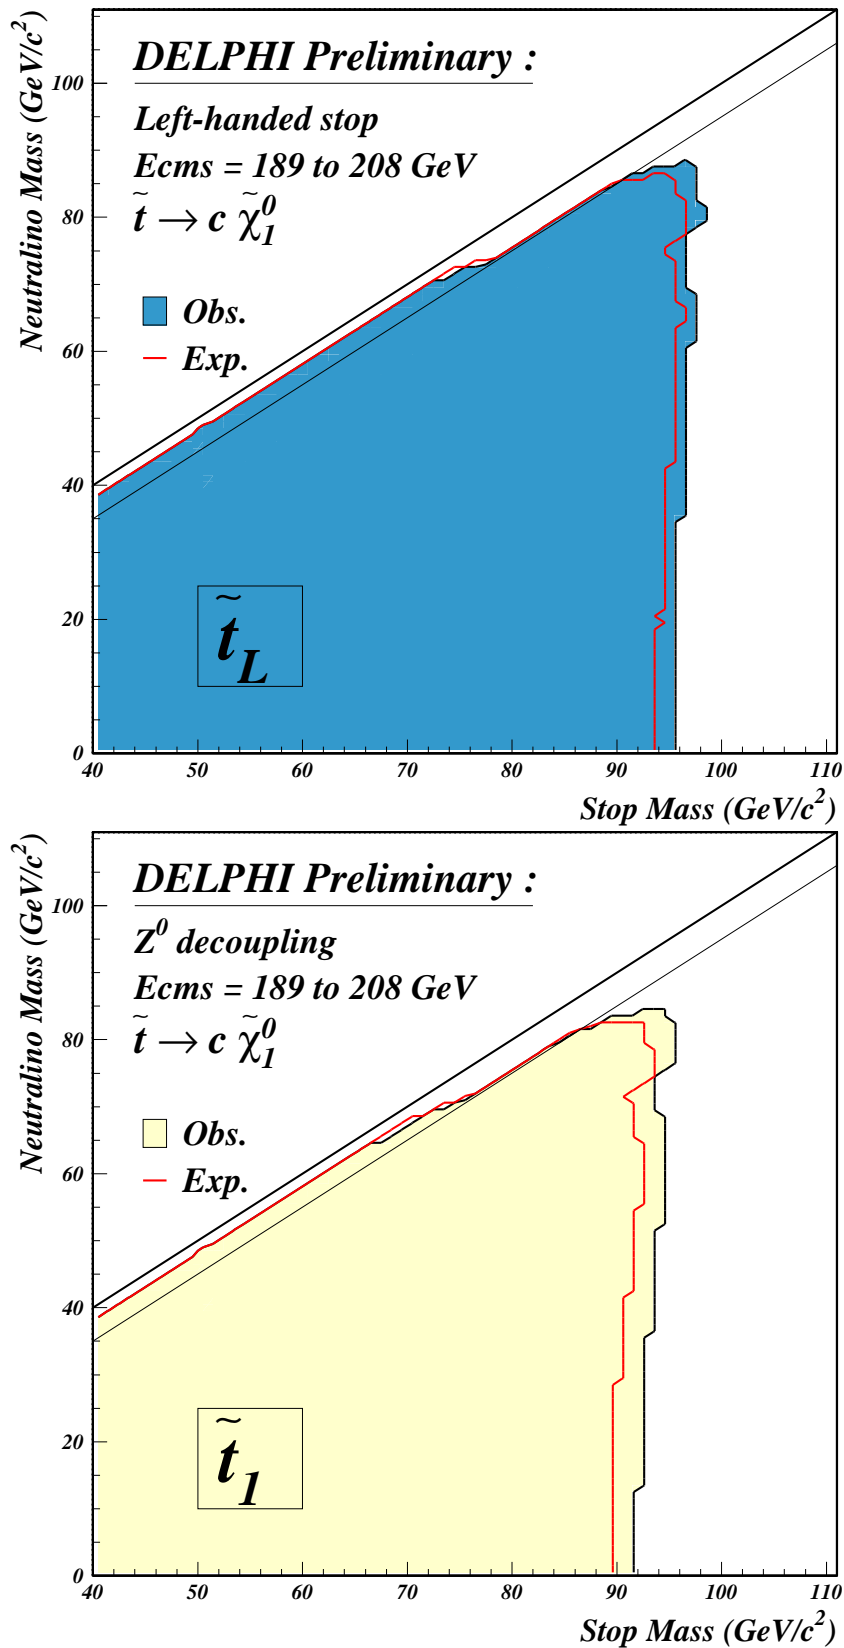 DELPHI Preliminary :
Left-handed stop
Ecms = 189 to 208 GeV
t̃ → c χ̃₁⁰
Obs.
Exp.
t̃_L
Neutralino Mass (GeV/c²)
100
80
60
40
20
0
40 50 60 70 80 90 100 110
Stop Mass (GeV/c²)
DELPHI Preliminary :
Z⁰ decoupling
Ecms = 189 to 208 GeV
t̃ → c χ̃₁⁰
Obs.
Exp.
t̃₁
Neutralino Mass (GeV/c²)
100
80
60
40
20
0
40 50 60 70 80 90 100 110
Stop Mass (GeV/c²)